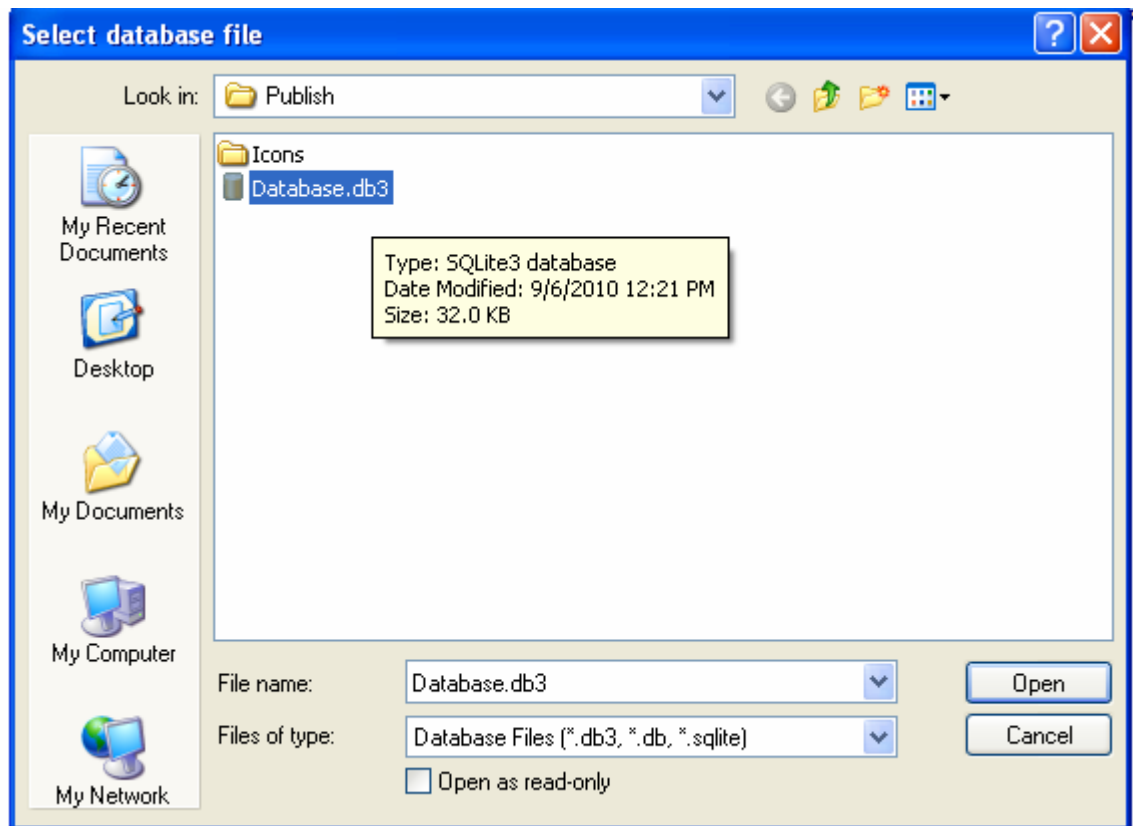 Select database file
?
Look in:
Publish
Icons
Database.db3
Type: SQLite3 database
Date Modified: 9/6/2010 12:21 PM
Size: 32.0 KB
My Recent
Documents
Desktop
My Documents
My Computer
My Network
File name:
Database.db3
Open
Files of type:
Database Files (*.db3, *.db, *.sqlite)
Cancel
Open as read-only